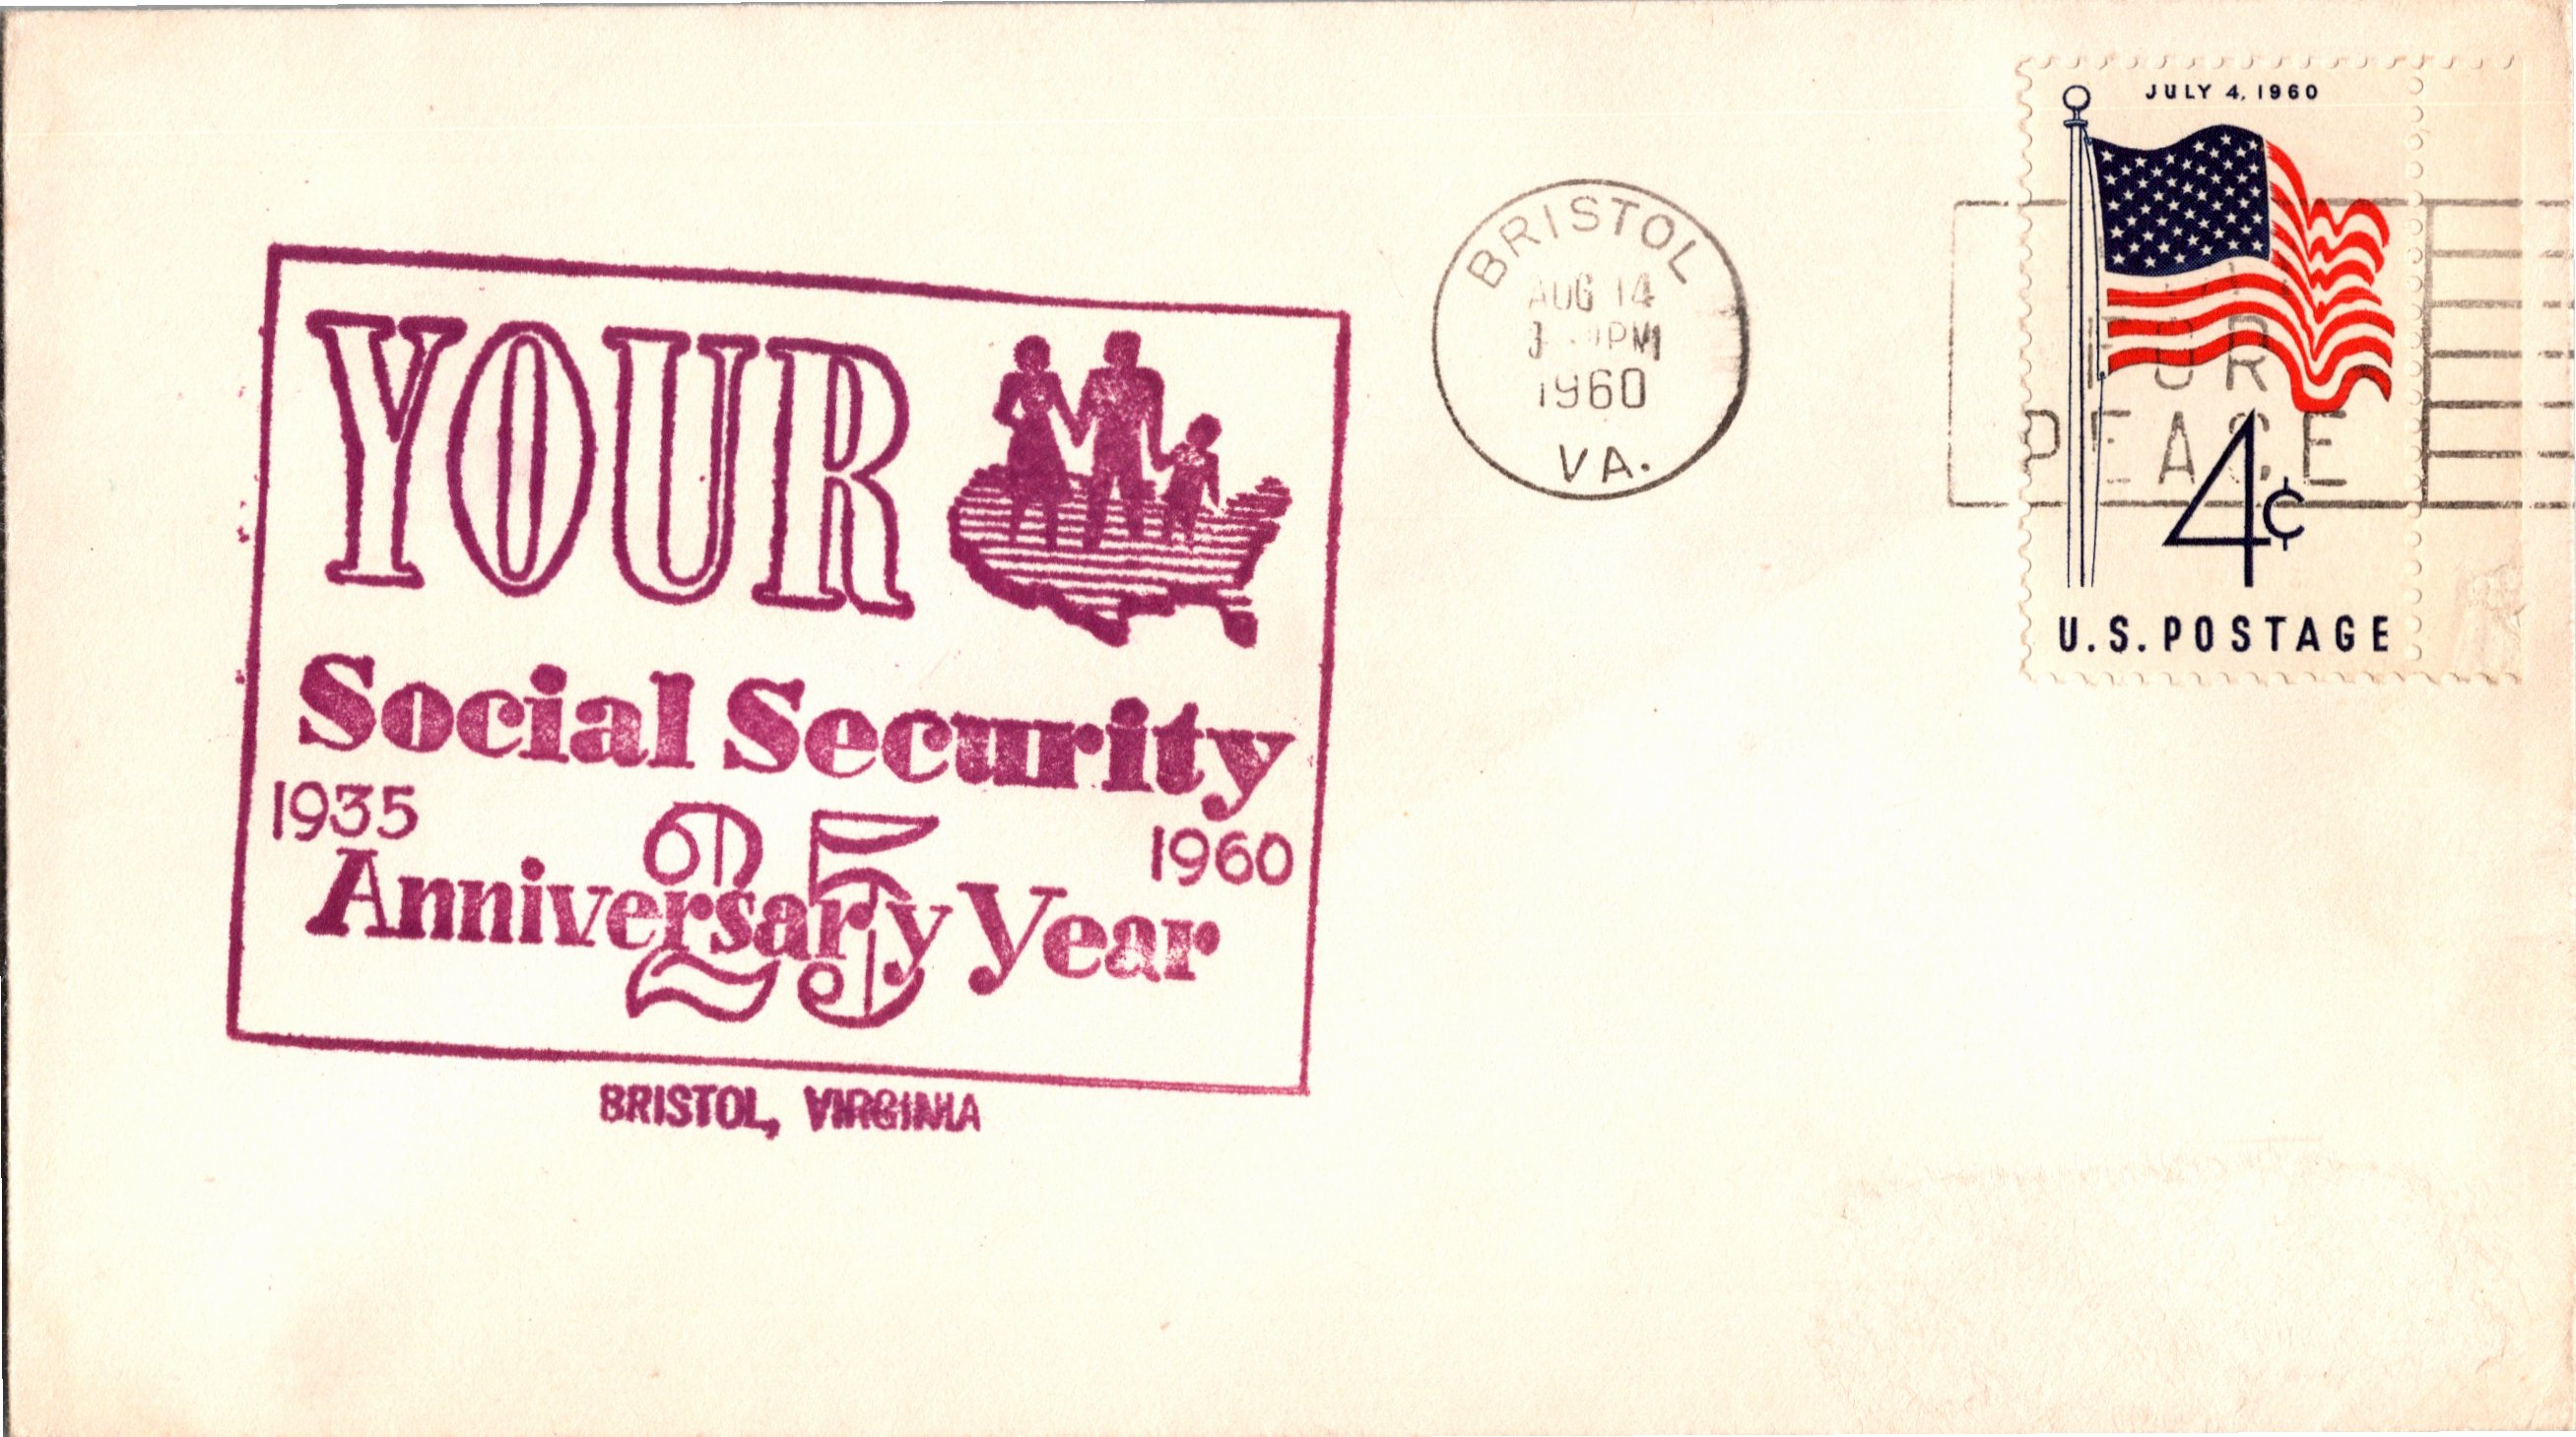 YOUR
Social Security
1935
25
1960
Anniversary Year
BRISTOL, VIRGINIA
BRISTOL
AUG 14
PM
1960
VA.
JULY 4, 1960
FOR
PEACE
4¢
U.S. POSTAGE